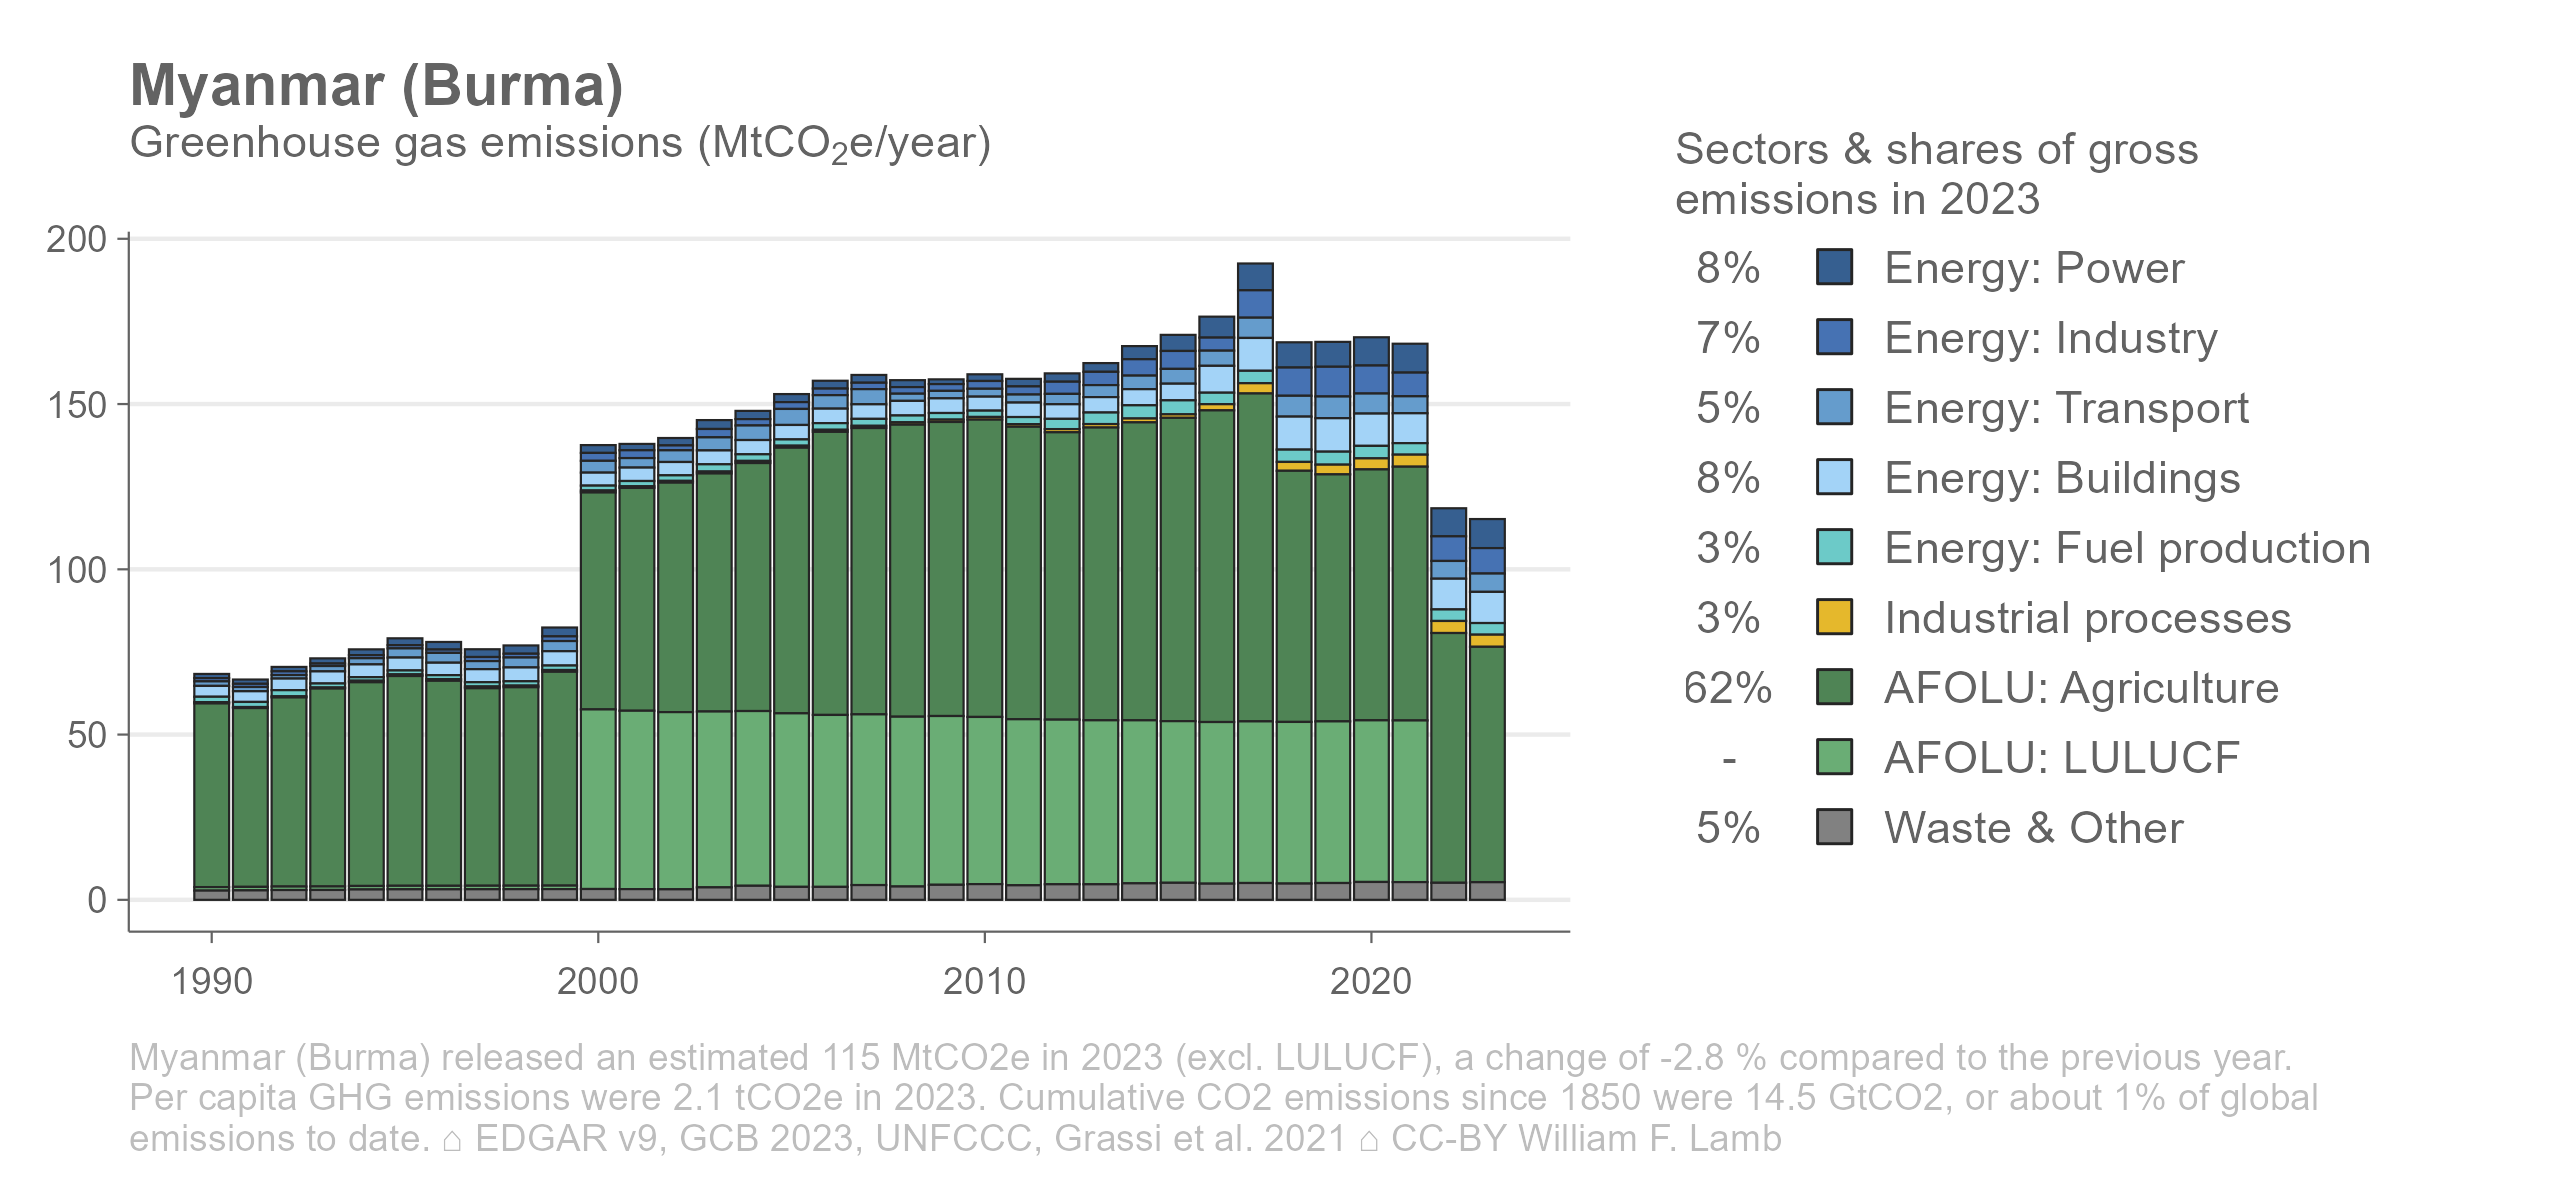 Myanmar (Burma)
Greenhouse gas emissions (MtCO₂e/year)
Sectors & shares of gross
emissions in 2023
200
150
100
50
0
1990
2000
2010
2020
8% Energy: Power
7% Energy: Industry
5% Energy: Transport
8% Energy: Buildings
3% Energy: Fuel production
3% Industrial processes
62% AFOLU: Agriculture
- AFOLU: LULUCF
5% Waste & Other
Myanmar (Burma) released an estimated 115 MtCO2e in 2023 (excl. LULUCF), a change of -2.8 % compared to the previous year.
Per capita GHG emissions were 2.1 tCO2e in 2023. Cumulative CO2 emissions since 1850 were 14.5 GtCO2, or about 1% of global
emissions to date. ⌂ EDGAR v9, GCB 2023, UNFCCC, Grassi et al. 2021 ⌂ CC-BY William F. Lamb